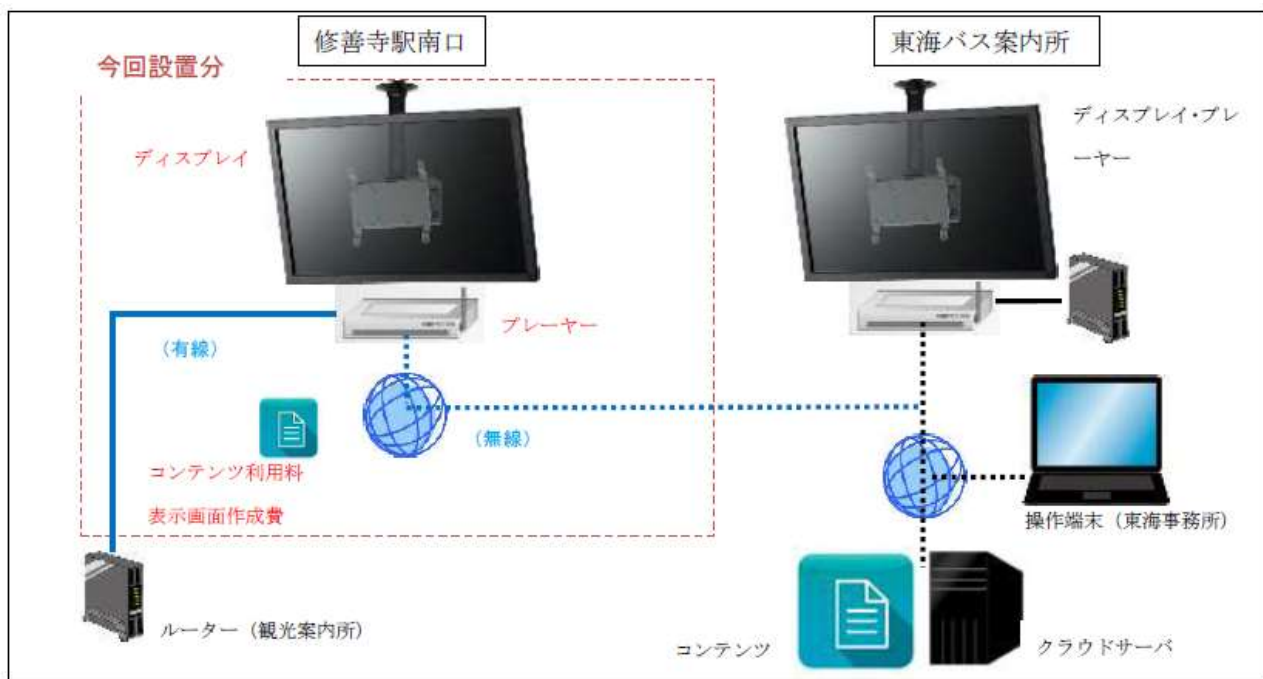 修善寺駅南口
東海バス案内所
今回設置分
ディスプレイ
ディスプレイ・プレ
ーヤー
プレーヤー
(有線)
(無線)
コンテンツ利用料
表示画面作成費
操作端末(東海事務所)
ルーター(観光案内所)
コンテンツ
クラウドサーバ